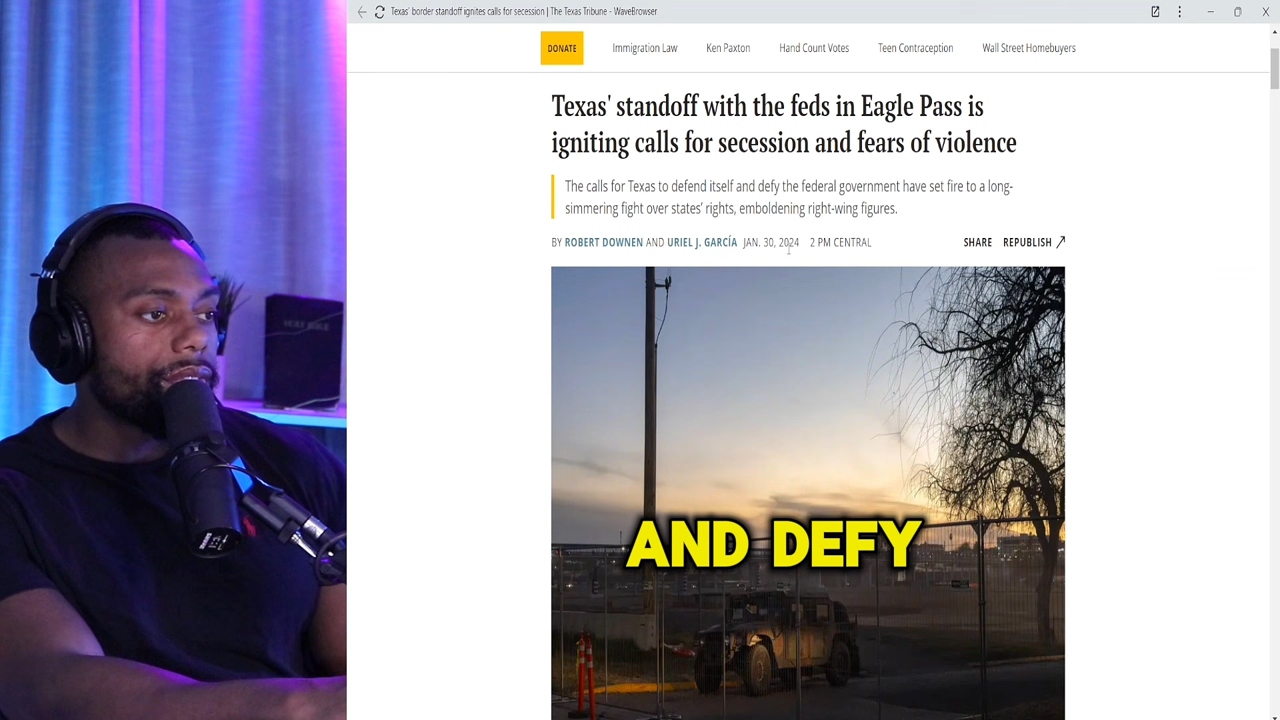 Texas' border standoff ignites calls for secession | The Texas Tribune - WaveBrowser
DONATE Immigration Law Ken Paxton Hand Count Votes Teen Contraception Wall Street Homebuyers
Texas' standoff with the feds in Eagle Pass is
igniting calls for secession and fears of violence
The calls for Texas to defend itself and defy the federal government have set fire to a long-
simmering fight over states' rights, emboldening right-wing figures.
BY ROBERT DOWNEN AND URIEL J. GARCÍA JAN. 30, 2024 2 PM CENTRAL SHARE REPUBLISH
HOLY BIBLE
AND DEFY